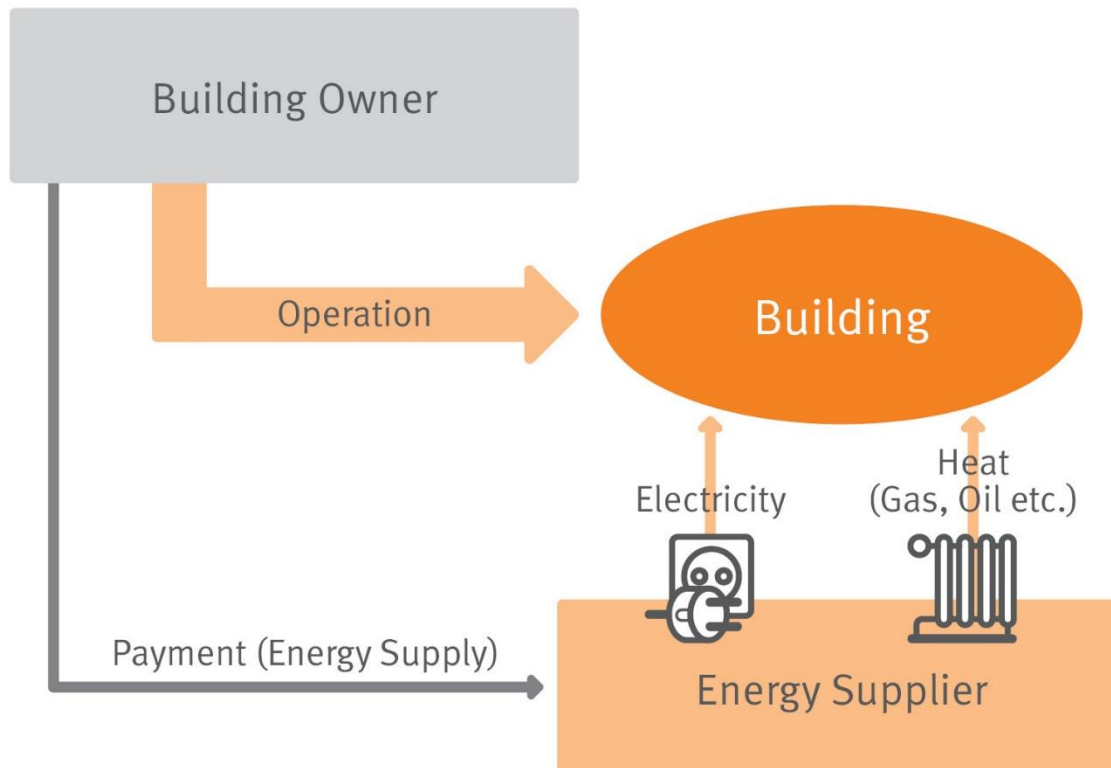 Building Owner
Operation
Building
Electricity
Heat
(Gas, Oil etc.)
Payment (Energy Supply)
Energy Supplier